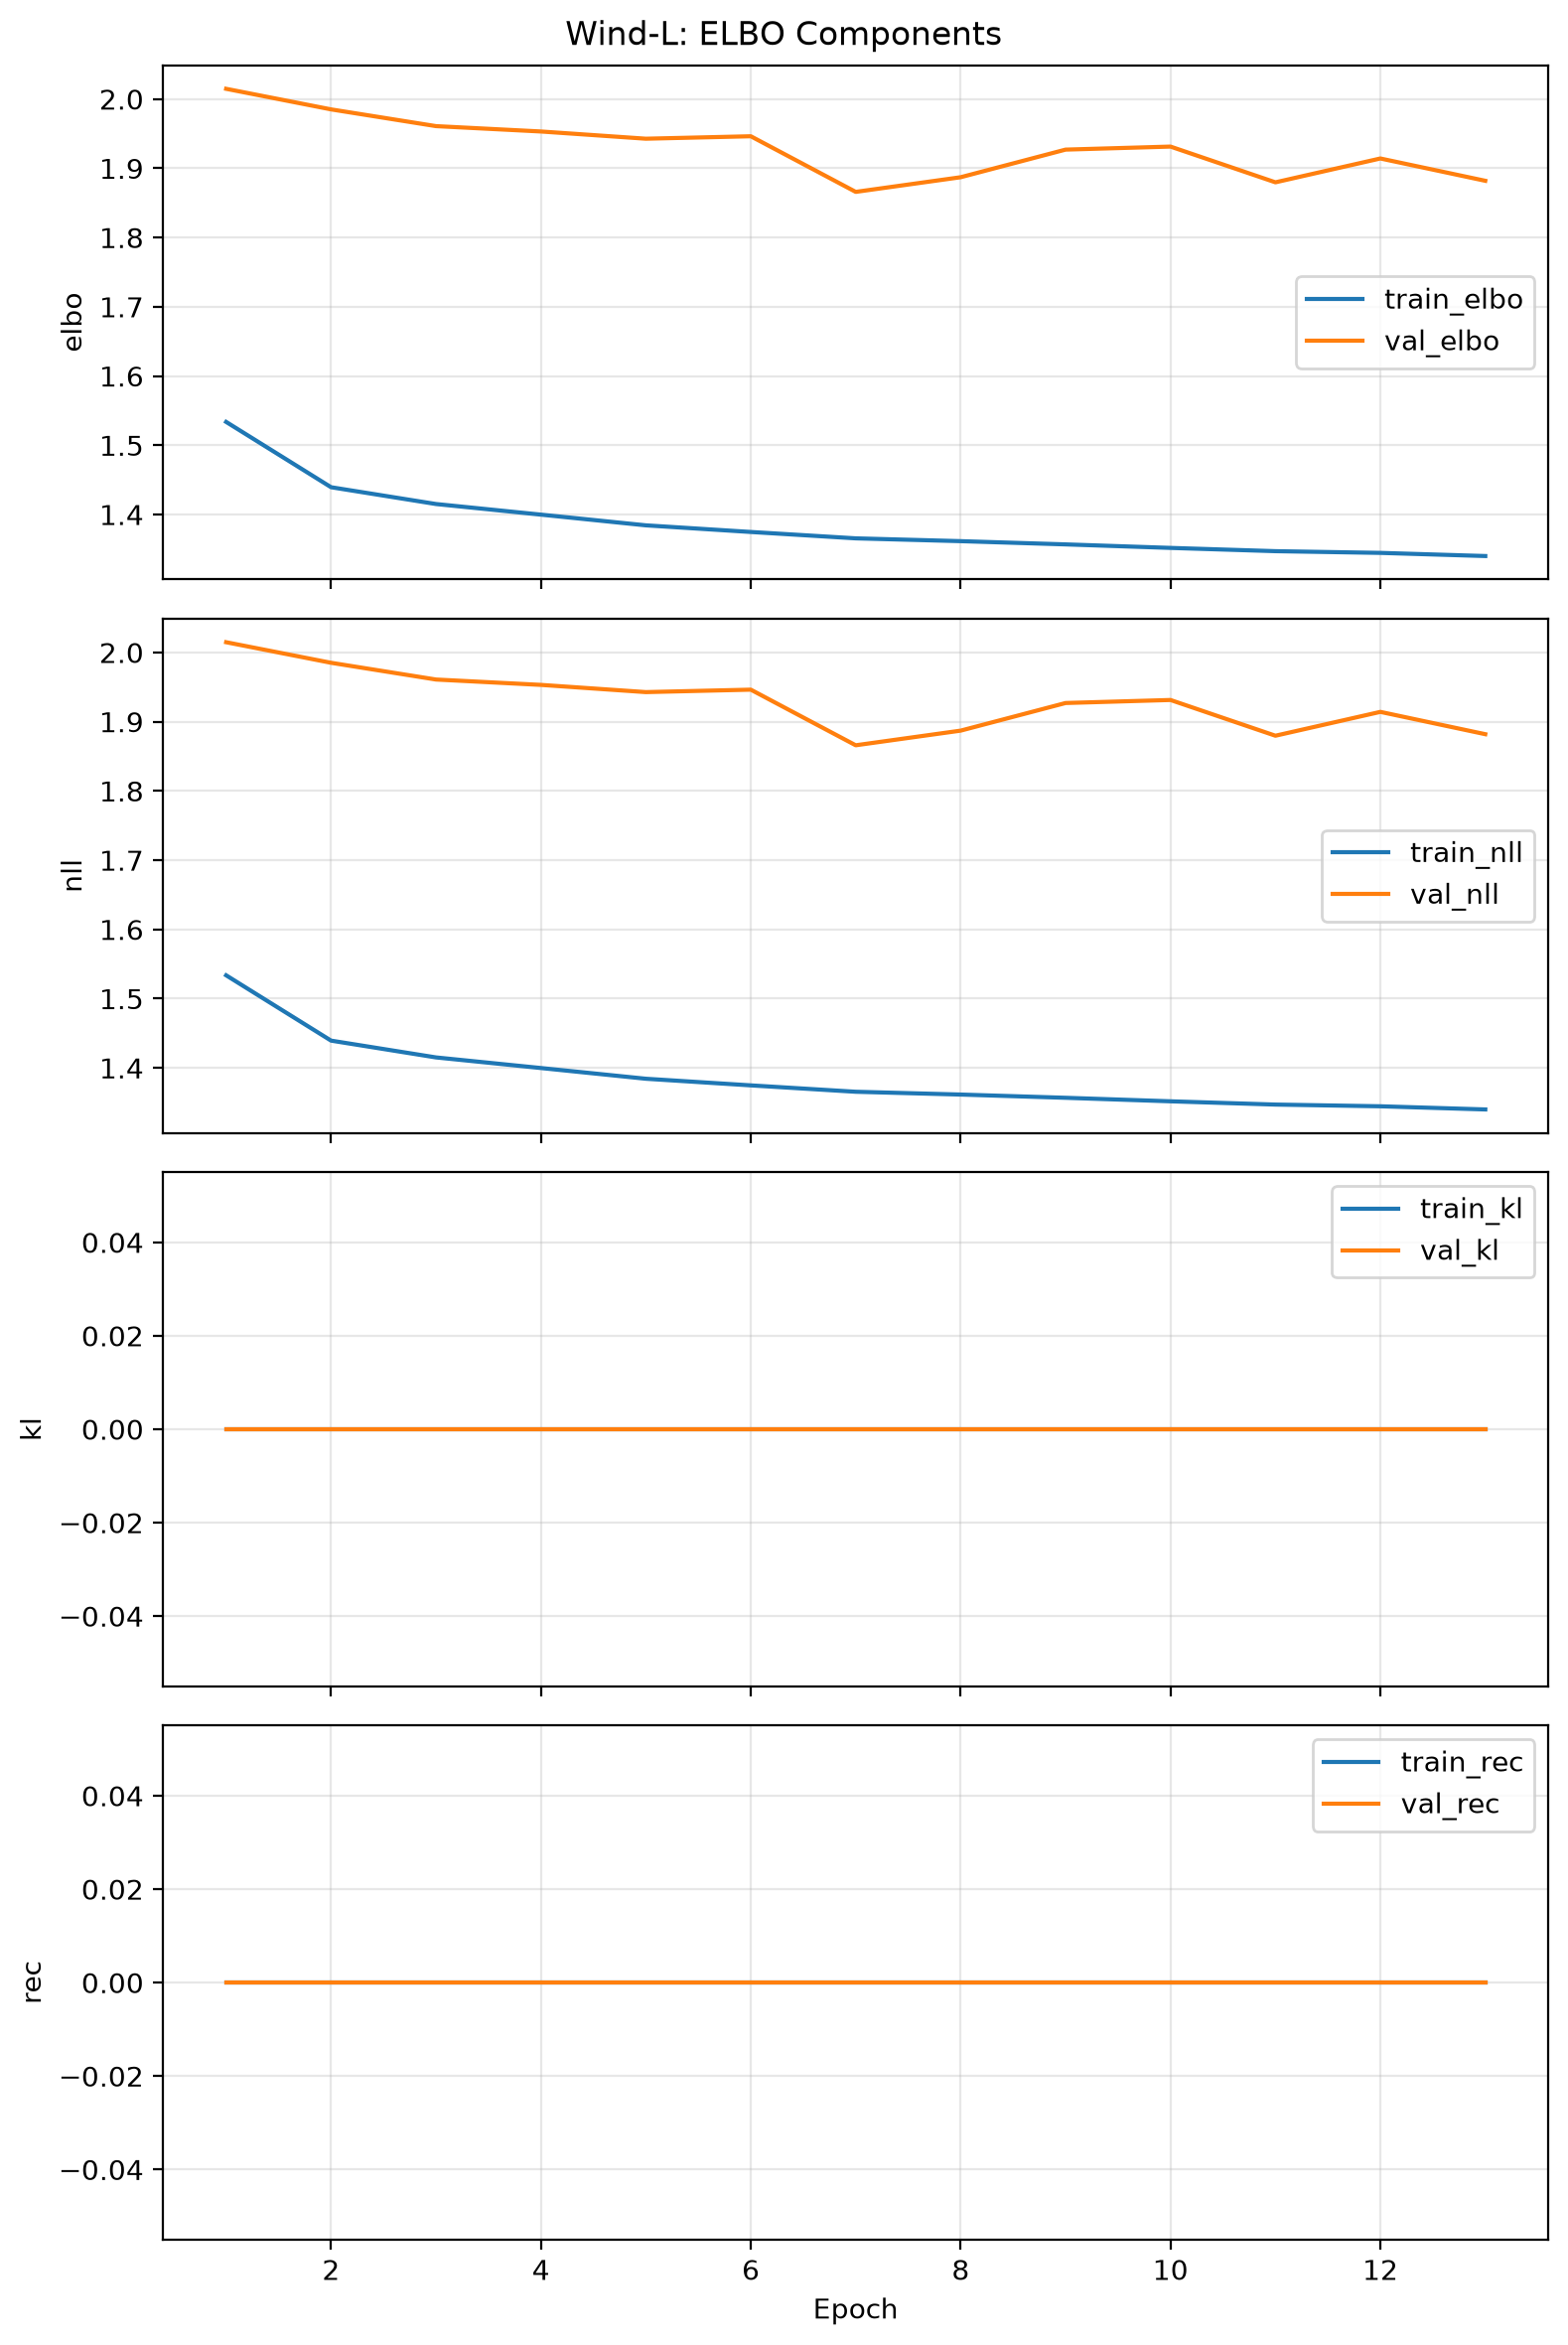 Wind-L: ELBO Components
2.0
1.9
1.8
1.7
1.6
1.5
1.4
elbo
train_elbo
val_elbo
2.0
1.9
1.8
1.7
1.6
1.5
1.4
nll
train_nll
val_nll
0.04
0.02
0.00
−0.02
−0.04
kl
train_kl
val_kl
0.04
0.02
0.00
−0.02
−0.04
rec
train_rec
val_rec
2 4 6 8 10 12
Epoch